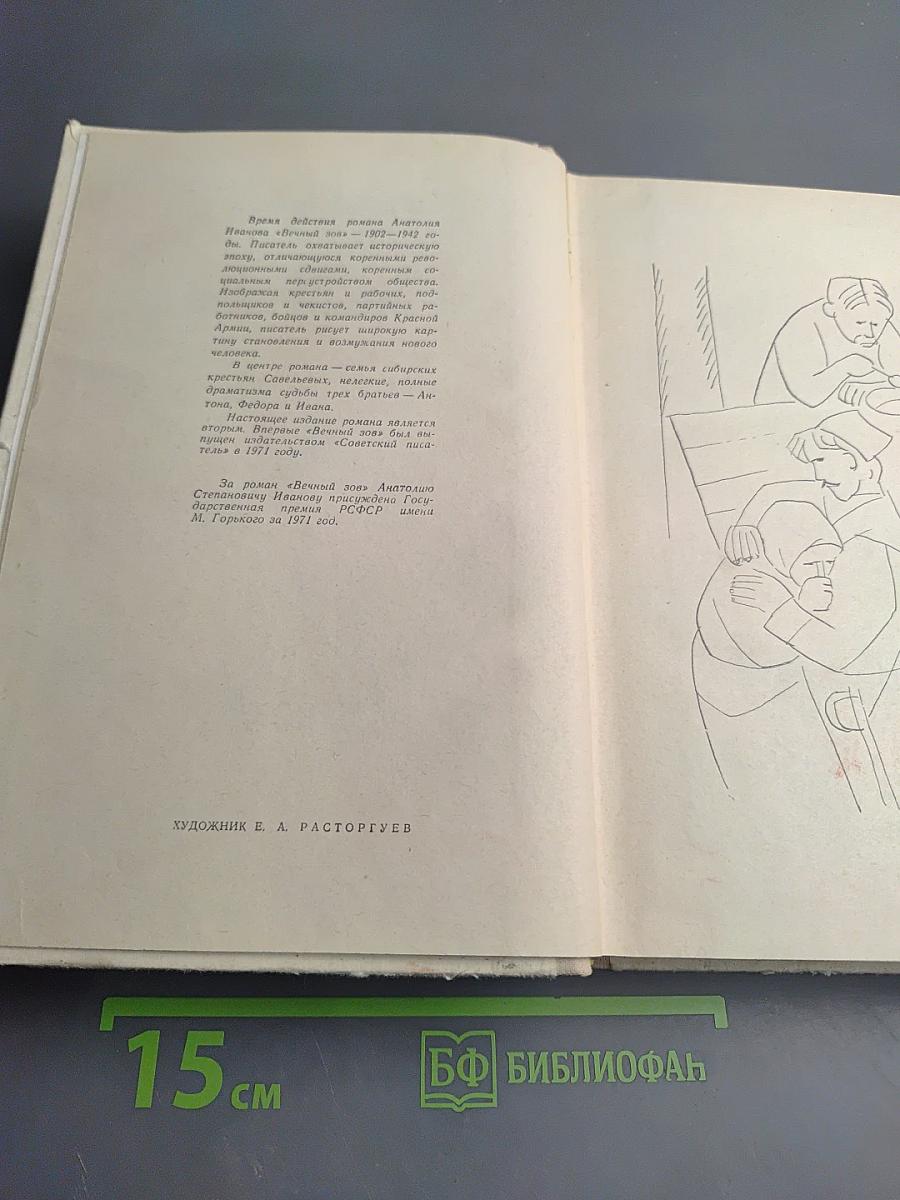 Время действия романа Анатолия
Иванова «Вечный зов» — 1902—1942 го-
ды. Писатель охватывает историческую
эпоху, отличающуюся коренными рево-
люционными сдвигами, коренным со-
циальным переустройством общества.
Изображая крестьян и рабочих, под-
польщиков и чекистов, партийных ра-
ботников, бойцов и командиров Красной
Армии, писатель рисует широкую кар-
тину становления и возмужания нового
человека.
В центре романа — семья сибирских
крестьян Савельевых, нелегкие, полные
драматизма судьбы трех братьев — Ан-
тона, Федора и Ивана.
Настоящее издание романа является
вторым. Впервые «Вечный зов» был вы-
пущен издательством «Советский писа-
тель» в 1971 году.
За роман «Вечный зов» Анатолию
Степановичу Иванову присуждена Госу-
дарственная премия РСФСР имени
М. Горького за 1971 год.
ХУДОЖНИК Е. А. РАСТОРГУЕВ
15 см
БФ БИБЛИОФАЋ